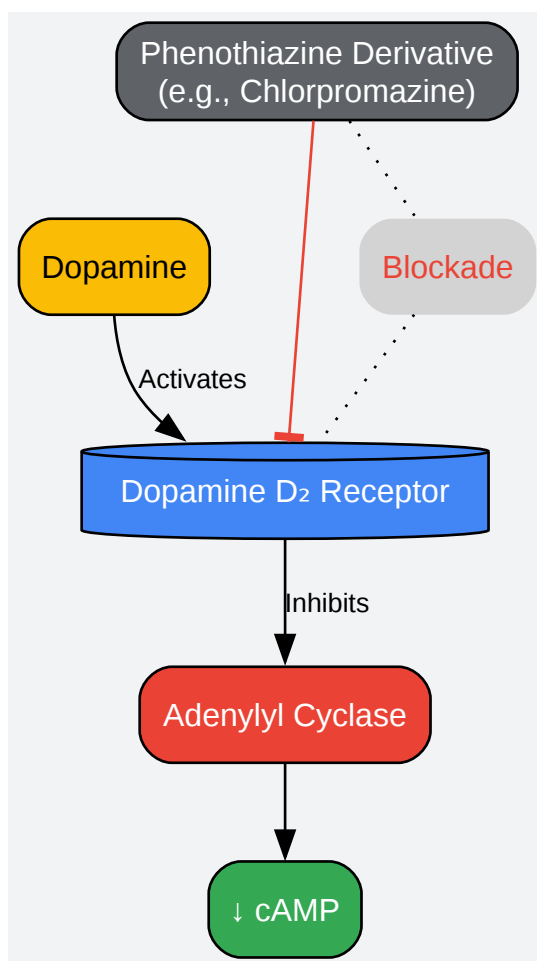 Phenothiazine Derivative
(e.g., Chlorpromazine)
Dopamine
Blockade
Activates
Dopamine D₂ Receptor
Inhibits
Adenylyl Cyclase
↓ cAMP